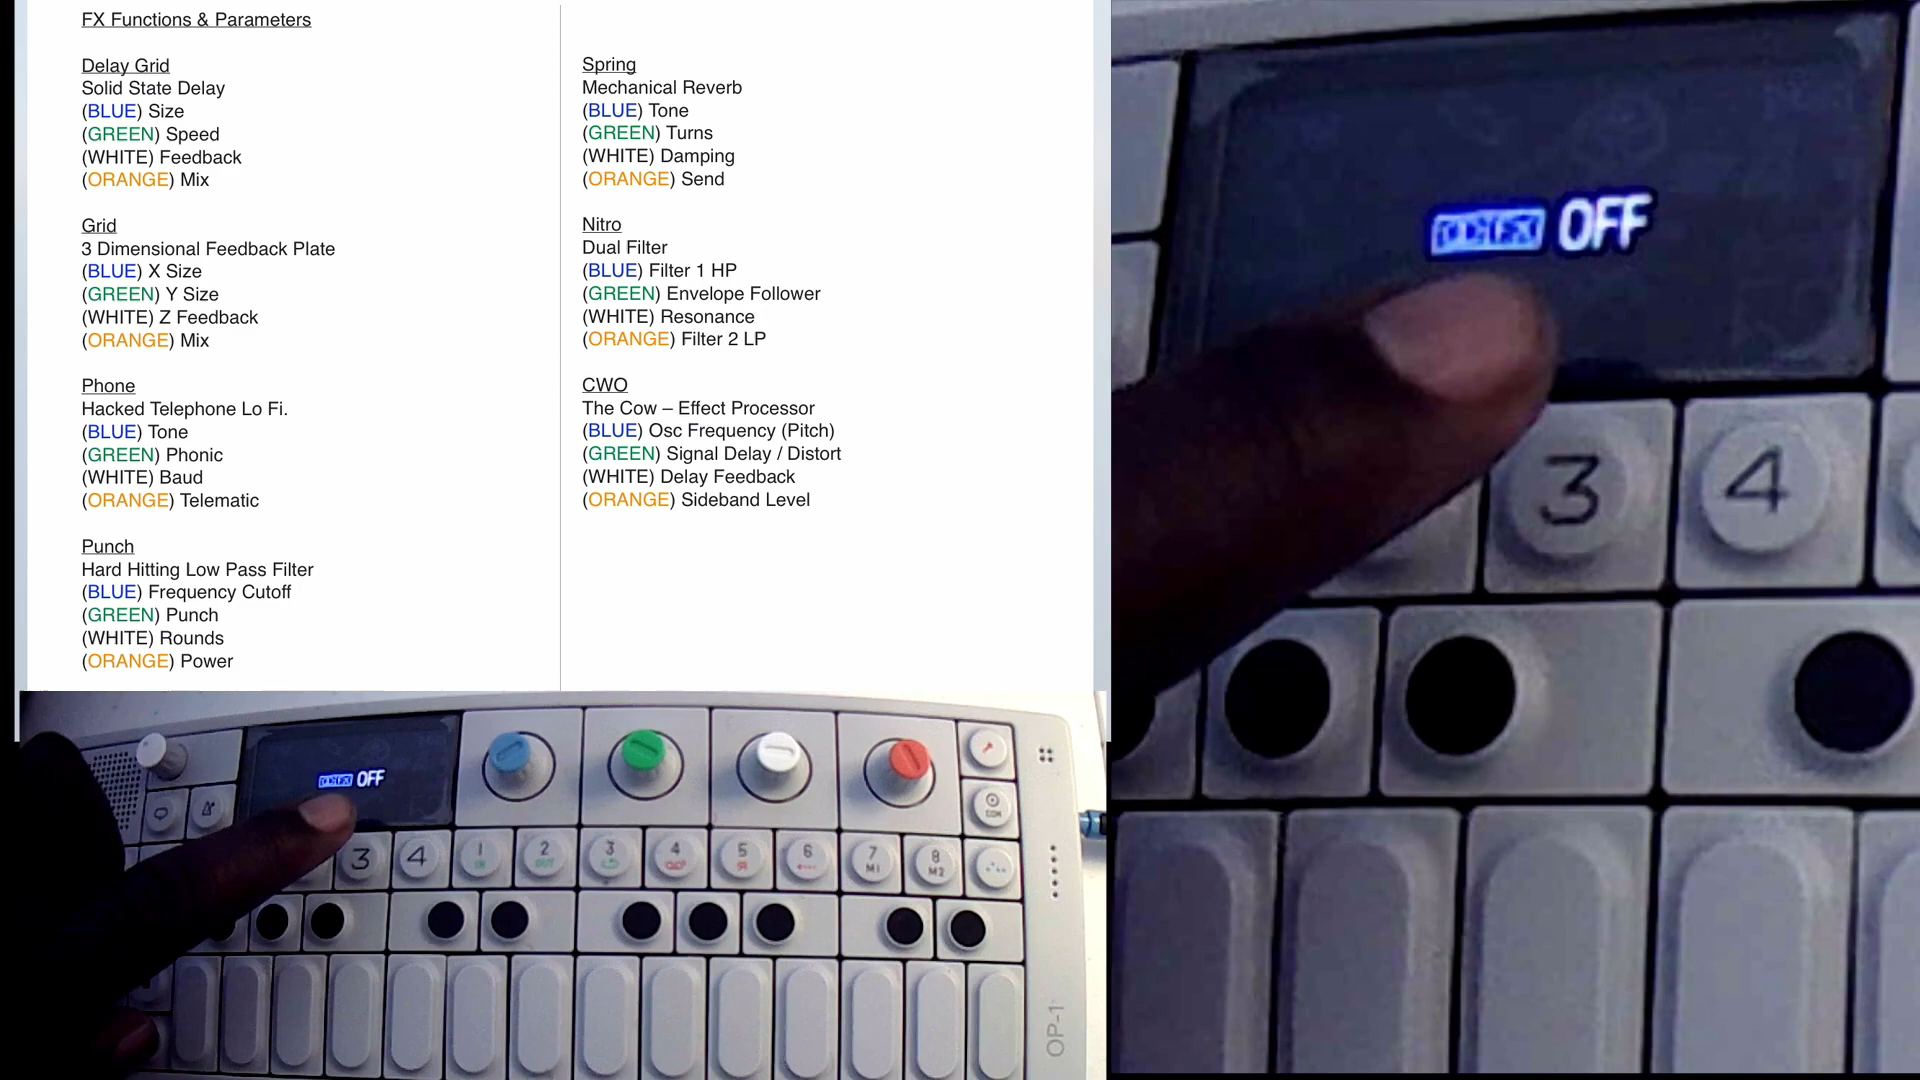 FX Functions & Parameters
Delay Grid
Solid State Delay
(BLUE) Size
(GREEN) Speed
(WHITE) Feedback
(ORANGE) Mix
Grid
3 Dimensional Feedback Plate
(BLUE) X Size
(GREEN) Y Size
(WHITE) Z Feedback
(ORANGE) Mix
Phone
Hacked Telephone Lo Fi.
(BLUE) Tone
(GREEN) Phonic
(WHITE) Baud
(ORANGE) Telematic
Punch
Hard Hitting Low Pass Filter
(BLUE) Frequency Cutoff
(GREEN) Punch
(WHITE) Rounds
(ORANGE) Power
Spring
Mechanical Reverb
(BLUE) Tone
(GREEN) Turns
(WHITE) Damping
(ORANGE) Send
Nitro
Dual Filter
(BLUE) Filter 1 HP
(GREEN) Envelope Follower
(WHITE) Resonance
(ORANGE) Filter 2 LP
CWO
The Cow – Effect Processor
(BLUE) Osc Frequency (Pitch)
(GREEN) Signal Delay / Distort
(WHITE) Delay Feedback
(ORANGE) Sideband Level
OFF
3 4
OFF
COM
3 4 1 2 3 4 5 6 7 8
IN OUT M1 M2
OP-1